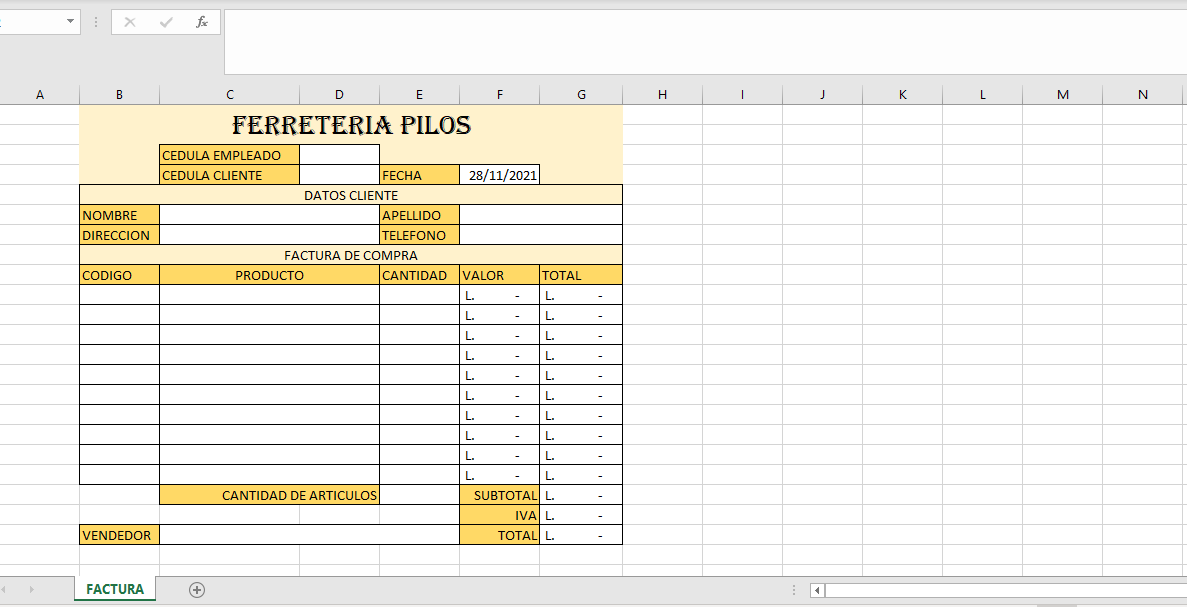 fx
A B C D E F G H I J K L M N
FERRETERIA PILOS
CEDULA EMPLEADO
CEDULA CLIENTE FECHA 28/11/2021
DATOS CLIENTE
NOMBRE APELLIDO
DIRECCION TELEFONO
FACTURA DE COMPRA
CODIGO PRODUCTO CANTIDAD VALOR TOTAL
L. - L. -
L. - L. -
L. - L. -
L. - L. -
L. - L. -
L. - L. -
L. - L. -
L. - L. -
L. - L. -
L. - L. -
CANTIDAD DE ARTICULOS SUBTOTAL L. -
IVA L. -
VENDEDOR TOTAL L. -
FACTURA